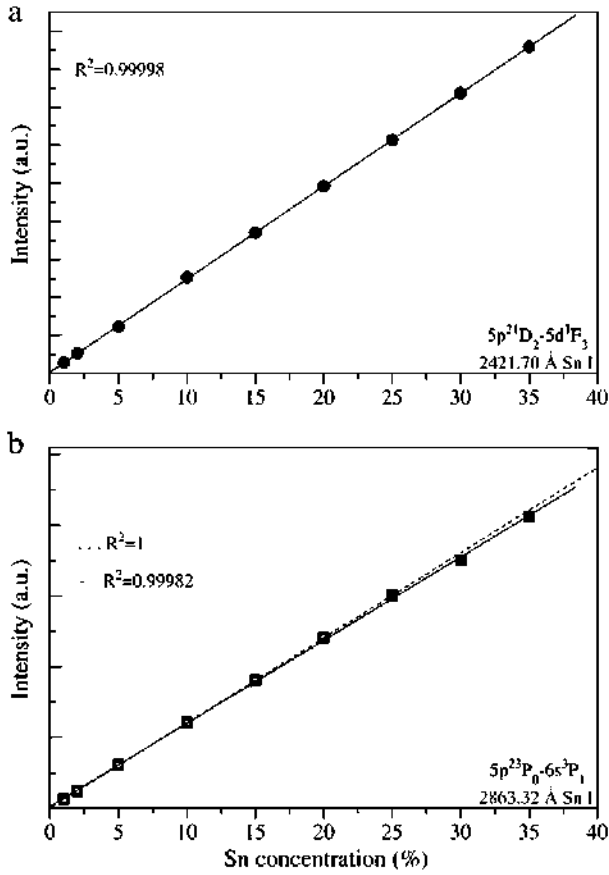 a
R²=0.99998
Intensity (a.u.)
5p²¹D₂-5d¹F₃
2421.70 Å Sn I
0 5 10 15 20 25 30 35 40
b
R²=1
R²=0.99982
Intensity (a.u.)
5p²³P₀-6s³P₁
2863.32 Å Sn I
0 5 10 15 20 25 30 35 40
Sn concentration (%)